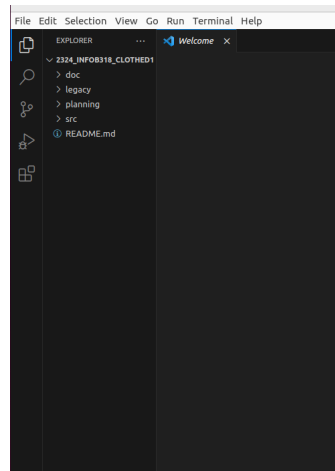 File Edit Selection View Go Run Terminal Help
EXPLORER ···
Welcome ×
2324_INFOB318_CLOTHED1
doc
legacy
planning
src
README.md